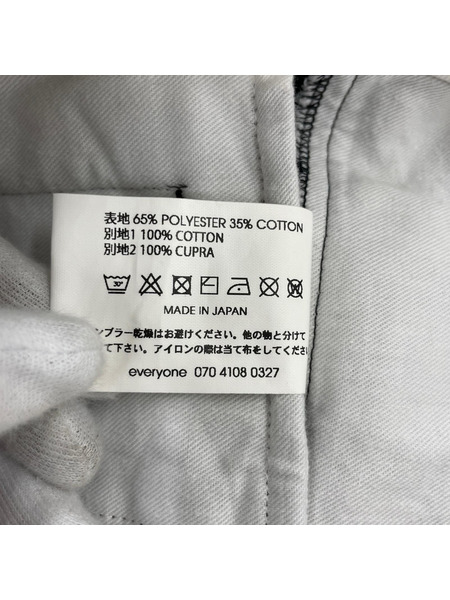 表地 65% POLYESTER 35% COTTON
別地1 100% COTTON
別地2 100% CUPRA
30°
MADE IN JAPAN
ンブラー乾燥はお避けください。他の物と分けて
て下さい。アイロンの際は当て布をしてください
everyone 070 4108 0327